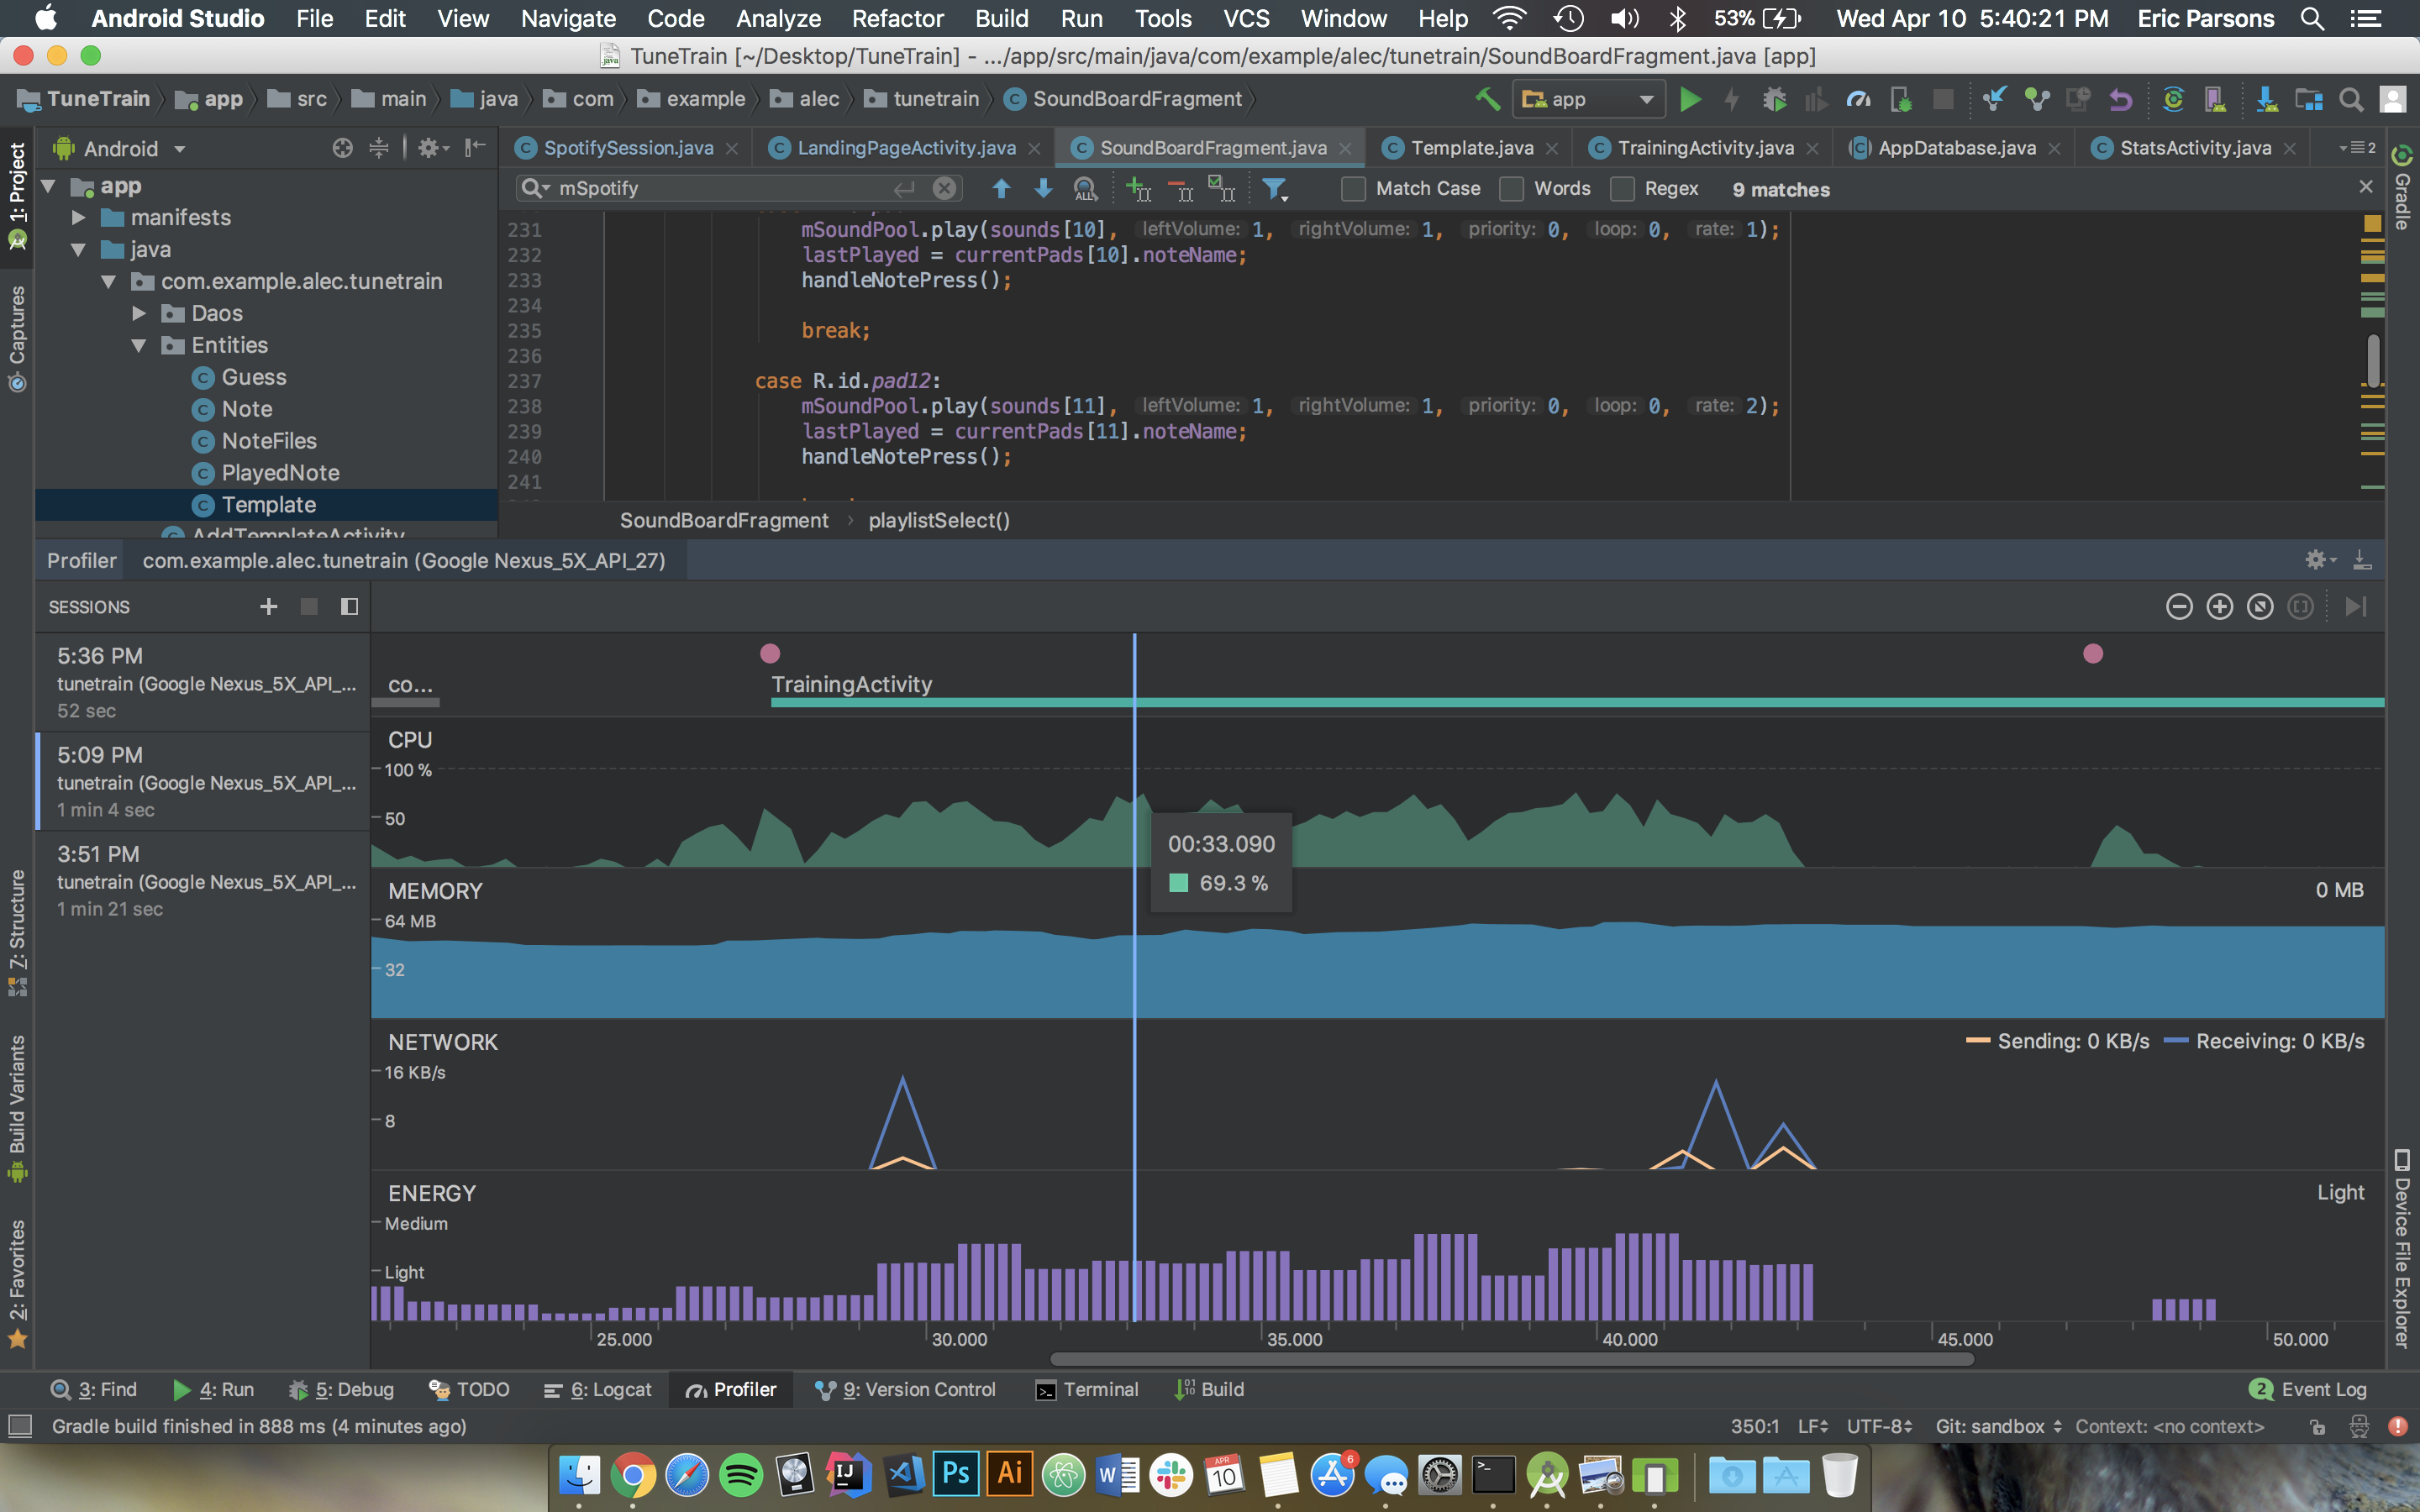 Android Studio File Edit View Navigate Code Analyze Refactor Build Run Tools VCS Window Help 53% Wed Apr 10 5:40:21 PM Eric Parsons
TuneTrain [~/Desktop/TuneTrain] - .../app/src/main/java/com/example/alec/tunetrain/SoundBoardFragment.java [app]
TuneTrain app src main java com example alec tunetrain SoundBoardFragment app
Android
SpotifySession.java LandingPageActivity.java SoundBoardFragment.java Template.java TrainingActivity.java AppDatabase.java StatsActivity.java 2
mSpotify Match Case Words Regex 9 matches
1: Project
Captures
7: Structure
Build Variants
2: Favorites
Gradle
Device File Explorer
app
manifests
java
com.example.alec.tunetrain
Daos
Entities
Guess
Note
NoteFiles
PlayedNote
Template
AddTemplateActivity
231 mSoundPool.play(sounds[10], leftVolume: 1, rightVolume: 1, priority: 0, loop: 0, rate: 1);
232 lastPlayed = currentPads[10].noteName;
233 handleNotePress();
234
235 break;
236
237 case R.id.pad12:
238 mSoundPool.play(sounds[11], leftVolume: 1, rightVolume: 1, priority: 0, loop: 0, rate: 2);
239 lastPlayed = currentPads[11].noteName;
240 handleNotePress();
241
SoundBoardFragment › playlistSelect()
Profiler com.example.alec.tunetrain (Google Nexus_5X_API_27)
SESSIONS
5:36 PM
tunetrain (Google Nexus_5X_API_...
52 sec
5:09 PM
tunetrain (Google Nexus_5X_API_...
1 min 4 sec
3:51 PM
tunetrain (Google Nexus_5X_API_...
1 min 21 sec
co... TrainingActivity
CPU
100 %
50
00:33.090
69.3 %
MEMORY 0 MB
64 MB
32
NETWORK Sending: 0 KB/s Receiving: 0 KB/s
16 KB/s
8
ENERGY Light
Medium
Light
25.000 30.000 35.000 40.000 45.000 50.000
3: Find 4: Run 5: Debug TODO 6: Logcat Profiler 9: Version Control Terminal Build 2 Event Log
Gradle build finished in 888 ms (4 minutes ago) 350:1 LF UTF-8 Git: sandbox Context: <no context>
IJ Ps Ai W APR 10 6